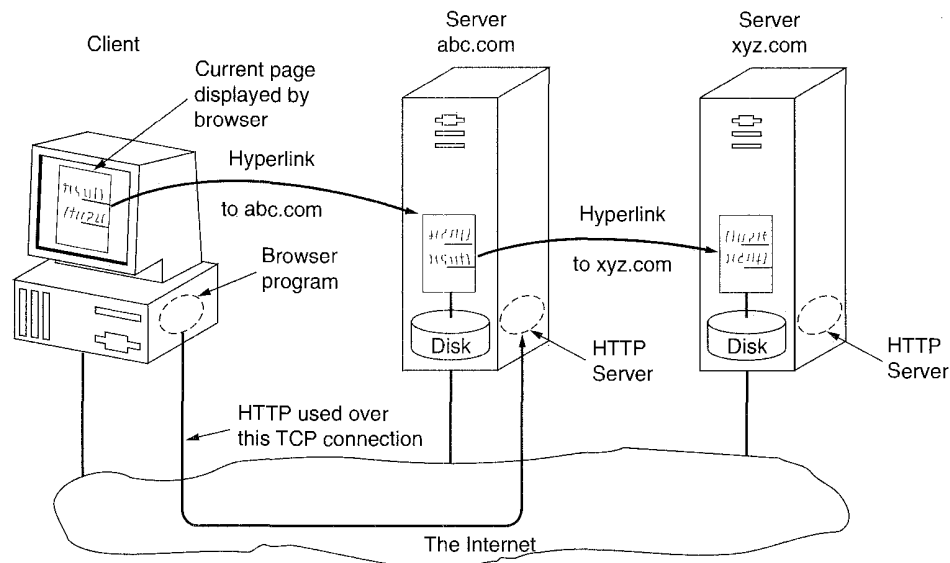 Client
Server
abc.com
Server
xyz.com
Current page
displayed by
browser
Hyperlink
to abc.com
Hyperlink
to xyz.com
Browser
program
Disk
HTTP
Server
Disk
HTTP
Server
HTTP used over
this TCP connection
The Internet